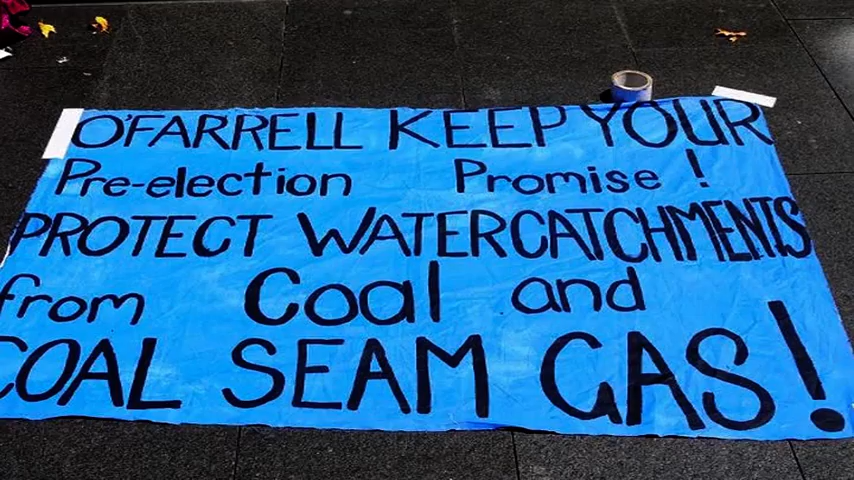 O'FARRELL KEEP YOUR
Pre-election Promise!
PROTECT WATERCATCHMENTS
from Coal and
COAL SEAM GAS!